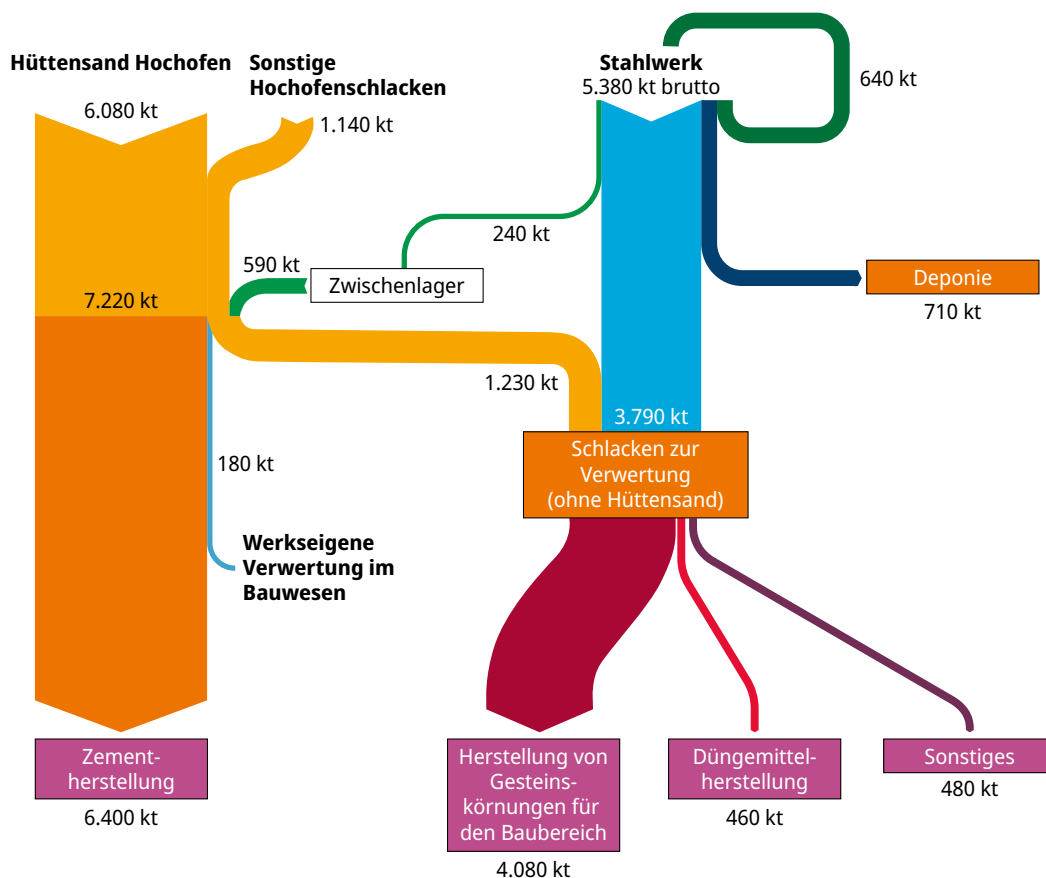 Hüttensand Hochofen
6.080 kt
Sonstige
Hochofenschlacken
1.140 kt
Stahlwerk
5.380 kt brutto
640 kt
240 kt
590 kt
Zwischenlager
Deponie
710 kt
7.220 kt
1.230 kt
3.790 kt
Schlacken zur
Verwertung
(ohne Hüttensand)
180 kt
Werkseigene
Verwertung im
Bauwesen
Zement-
herstellung
6.400 kt
Herstellung von
Gesteins-
körnungen für
den Baubereich
4.080 kt
Düngemittel-
herstellung
460 kt
Sonstiges
480 kt